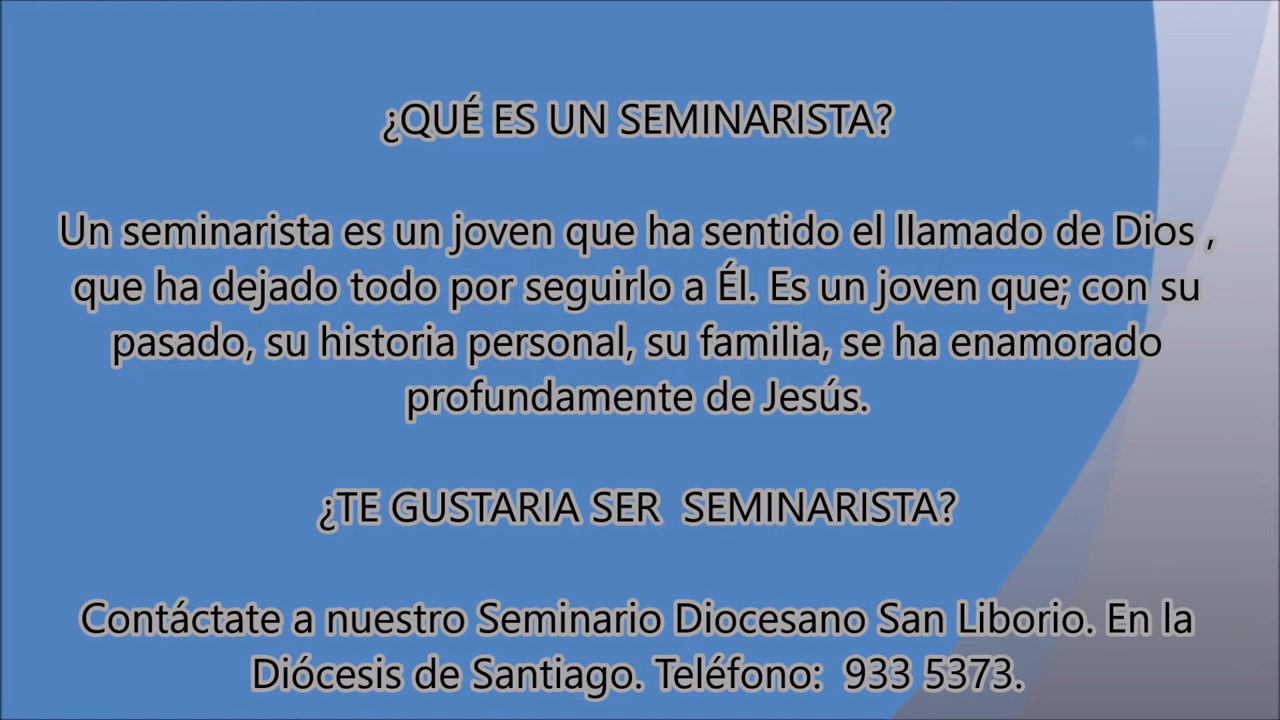 ¿QUÉ ES UN SEMINARISTA?
Un seminarista es un joven que ha sentido el llamado de Dios ,
que ha dejado todo por seguirlo a Él. Es un joven que; con su
pasado, su historia personal, su familia, se ha enamorado
profundamente de Jesús.
¿TE GUSTARIA SER  SEMINARISTA?
Contáctate a nuestro Seminario Diocesano San Liborio. En la
Diócesis de Santiago. Teléfono:  933 5373.